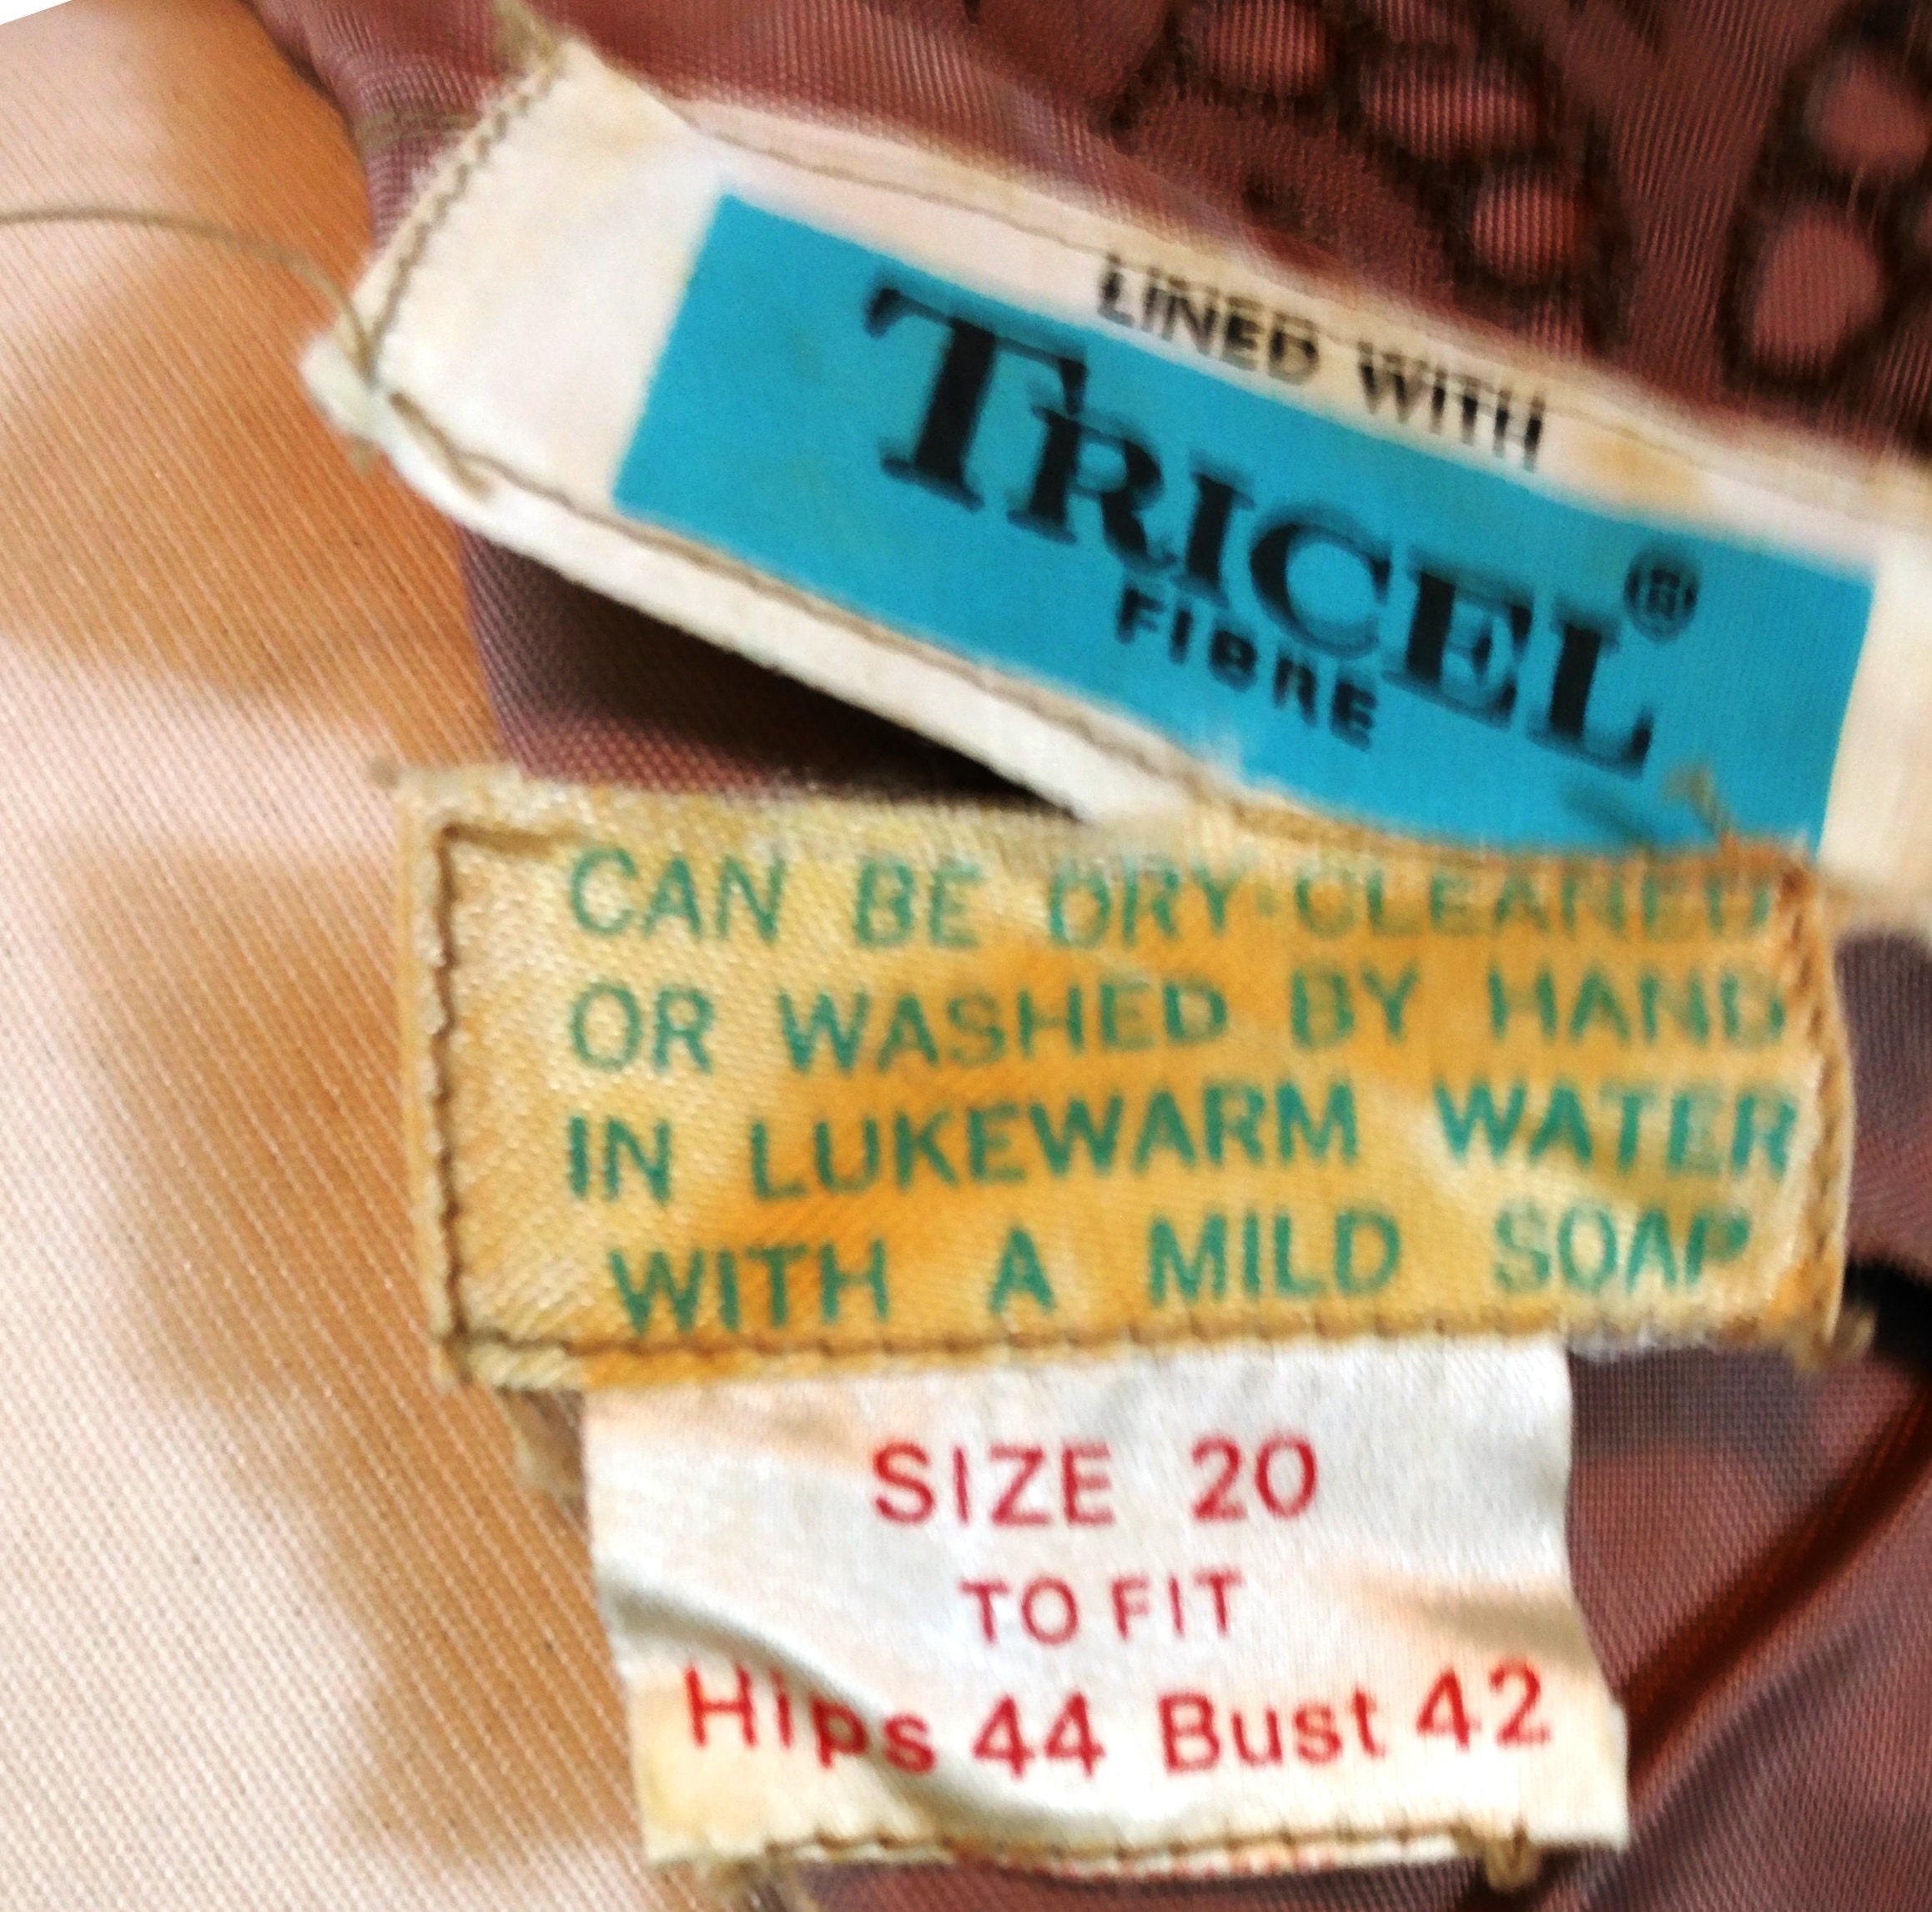 LINED WITH
TRICEL®
FIBRE
CAN BE DRY-CLEANED
OR WASHED BY HAND
IN LUKEWARM WATER
WITH A MILD SOAP
SIZE 20
TO FIT
Hips 44 Bust 42